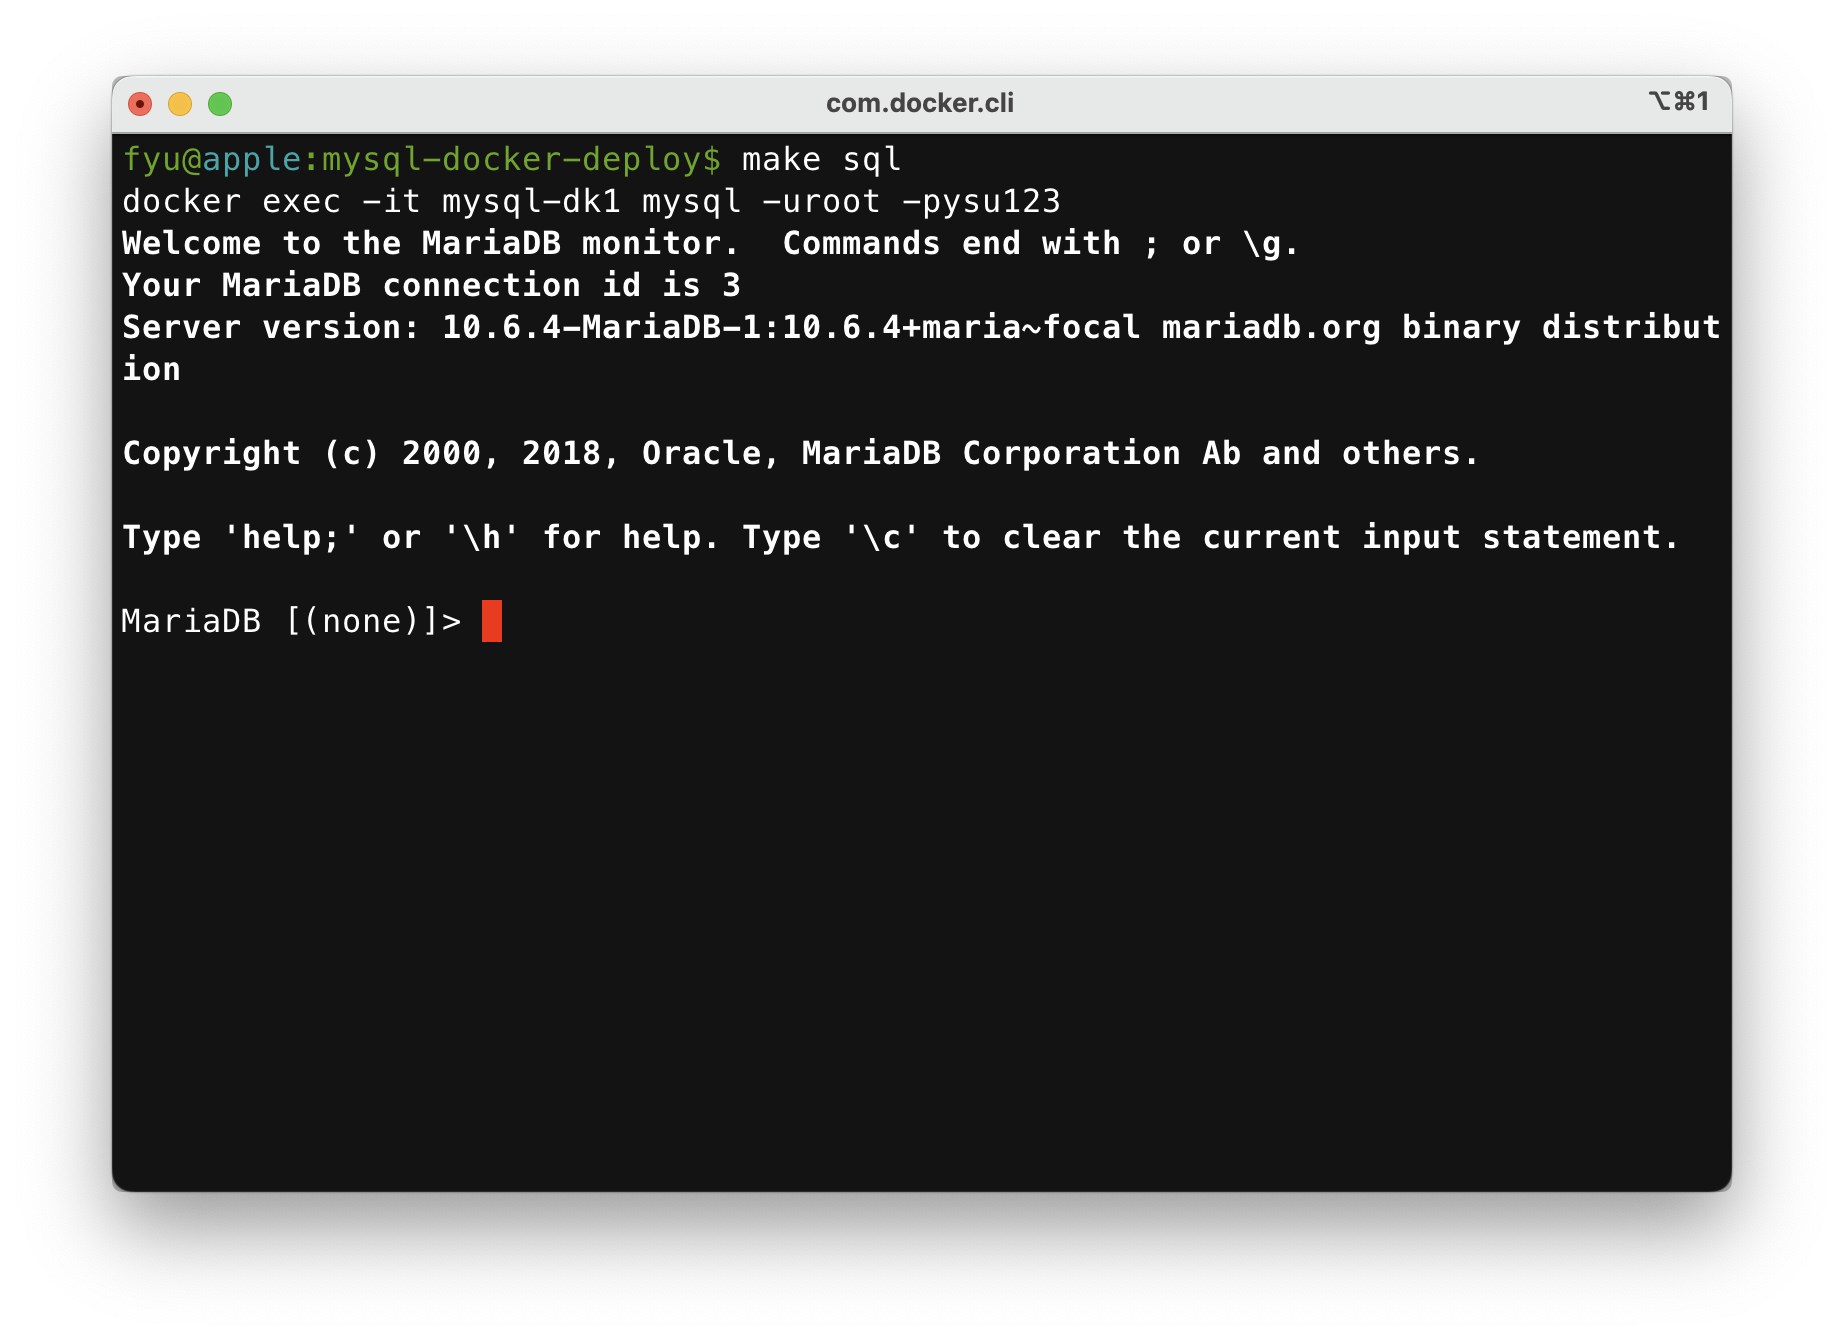 com.docker.cli
⌥⌘1
fyu@apple:mysql-docker-deploy$ make sql
docker exec -it mysql-dk1 mysql -uroot -pysu123
Welcome to the MariaDB monitor.  Commands end with ; or \g.
Your MariaDB connection id is 3
Server version: 10.6.4-MariaDB-1:10.6.4+maria~focal mariadb.org binary distribut
ion
Copyright (c) 2000, 2018, Oracle, MariaDB Corporation Ab and others.
Type 'help;' or '\h' for help. Type '\c' to clear the current input statement.
MariaDB [(none)]>